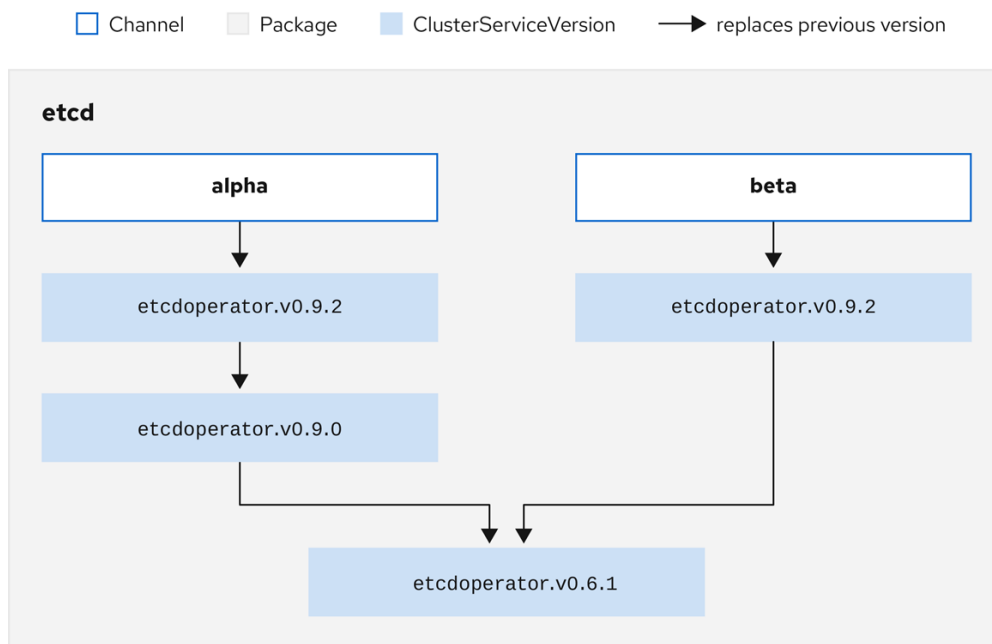 Channel Package ClusterServiceVersion replaces previous version
etcd
alpha beta
etcdoperator.v0.9.2 etcdoperator.v0.9.2
etcdoperator.v0.9.0
etcdoperator.v0.6.1